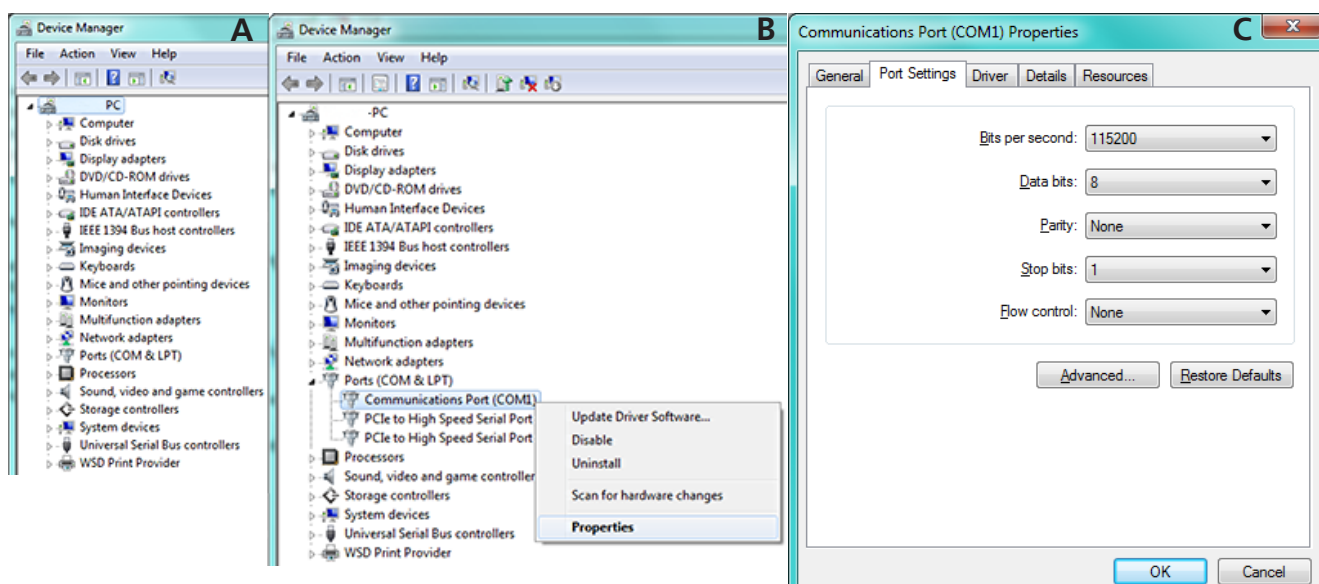 Device Manager
A
File Action View Help
PC
Computer
Disk drives
Display adapters
DVD/CD-ROM drives
Human Interface Devices
IDE ATA/ATAPI controllers
IEEE 1394 Bus host controllers
Imaging devices
Keyboards
Mice and other pointing devices
Monitors
Multifunction adapters
Network adapters
Ports (COM & LPT)
Processors
Sound, video and game controllers
Storage controllers
System devices
Universal Serial Bus controllers
WSD Print Provider
Device Manager
B
File Action View Help
-PC
Computer
Disk drives
Display adapters
DVD/CD-ROM drives
Human Interface Devices
IDE ATA/ATAPI controllers
IEEE 1394 Bus host controllers
Imaging devices
Keyboards
Mice and other pointing devices
Monitors
Multifunction adapters
Network adapters
Ports (COM & LPT)
Communications Port (COM1)
PCIe to High Speed Serial Port
PCIe to High Speed Serial Port
Processors
Sound, video and game controller
Storage controllers
System devices
Universal Serial Bus controllers
WSD Print Provider
Update Driver Software...
Disable
Uninstall
Scan for hardware changes
Properties
Communications Port (COM1) Properties
C
General Port Settings Driver Details Resources
Bits per second: 115200
Data bits: 8
Parity: None
Stop bits: 1
Flow control: None
Advanced... Restore Defaults
OK Cancel